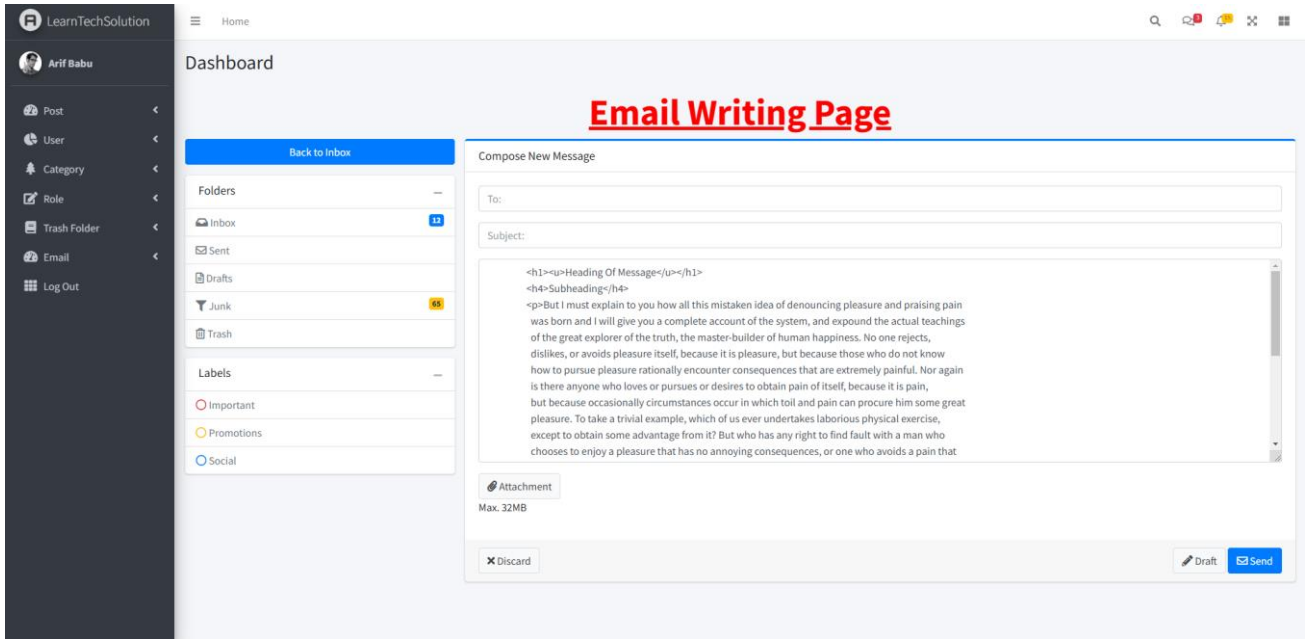 LearnTechSolution
Home
3
Arif Babu
Dashboard
Post
User
Category
Role
Trash Folder
Email
Log Out
Email Writing Page
Back to Inbox
Folders
Inbox 12
Sent
Drafts
Junk 65
Trash
Labels
Important
Promotions
Social
Compose New Message
To:
Subject:
<h1><u>Heading Of Message</u></h1>
<h4>Subheading</h4>
<p>But I must explain to you how all this mistaken idea of denouncing pleasure and praising pain
was born and I will give you a complete account of the system, and expound the actual teachings
of the great explorer of the truth, the master-builder of human happiness. No one rejects,
dislikes, or avoids pleasure itself, because it is pleasure, but because those who do not know
how to pursue pleasure rationally encounter consequences that are extremely painful. Nor again
is there anyone who loves or pursues or desires to obtain pain of itself, because it is pain,
but because occasionally circumstances occur in which toil and pain can procure him some great
pleasure. To take a trivial example, which of us ever undertakes laborious physical exercise,
except to obtain some advantage from it? But who has any right to find fault with a man who
chooses to enjoy a pleasure that has no annoying consequences, or one who avoids a pain that
Attachment
Max. 32MB
Discard
Draft
Send